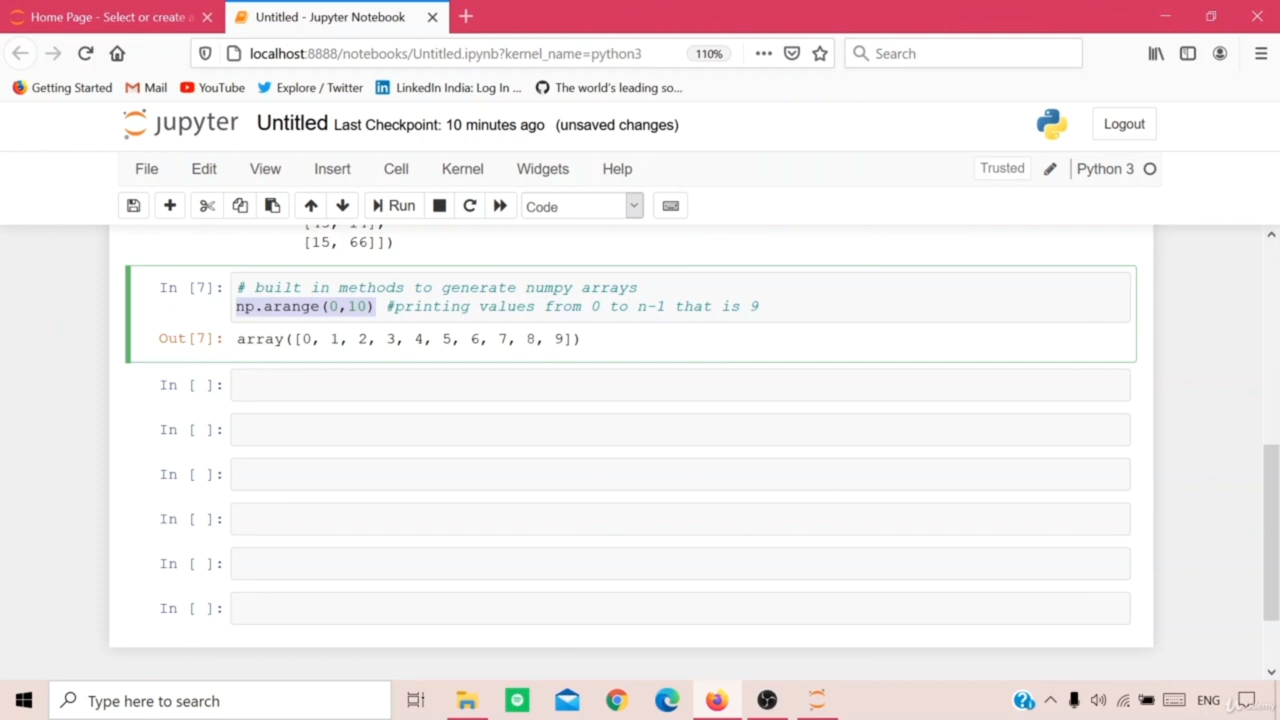 Home Page - Select or create a
Untitled - Jupyter Notebook
localhost:8888/notebooks/Untitled.ipynb?kernel_name=python3
110%
Search
Getting Started
Mail
YouTube
Explore / Twitter
LinkedIn India: Log In ...
The world's leading so...
jupyter
Untitled Last Checkpoint: 10 minutes ago (unsaved changes)
Logout
File
Edit
View
Insert
Cell
Kernel
Widgets
Help
Trusted
Python 3
Run
Code
[15, 66]])
In [7]:
# built in methods to generate numpy arrays
np.arange(0,10) #printing values from 0 to n-1 that is 9
Out[7]: array([0, 1, 2, 3, 4, 5, 6, 7, 8, 9])
In [ ]:
In [ ]:
In [ ]:
In [ ]:
In [ ]:
In [ ]:
Type here to search
ENG